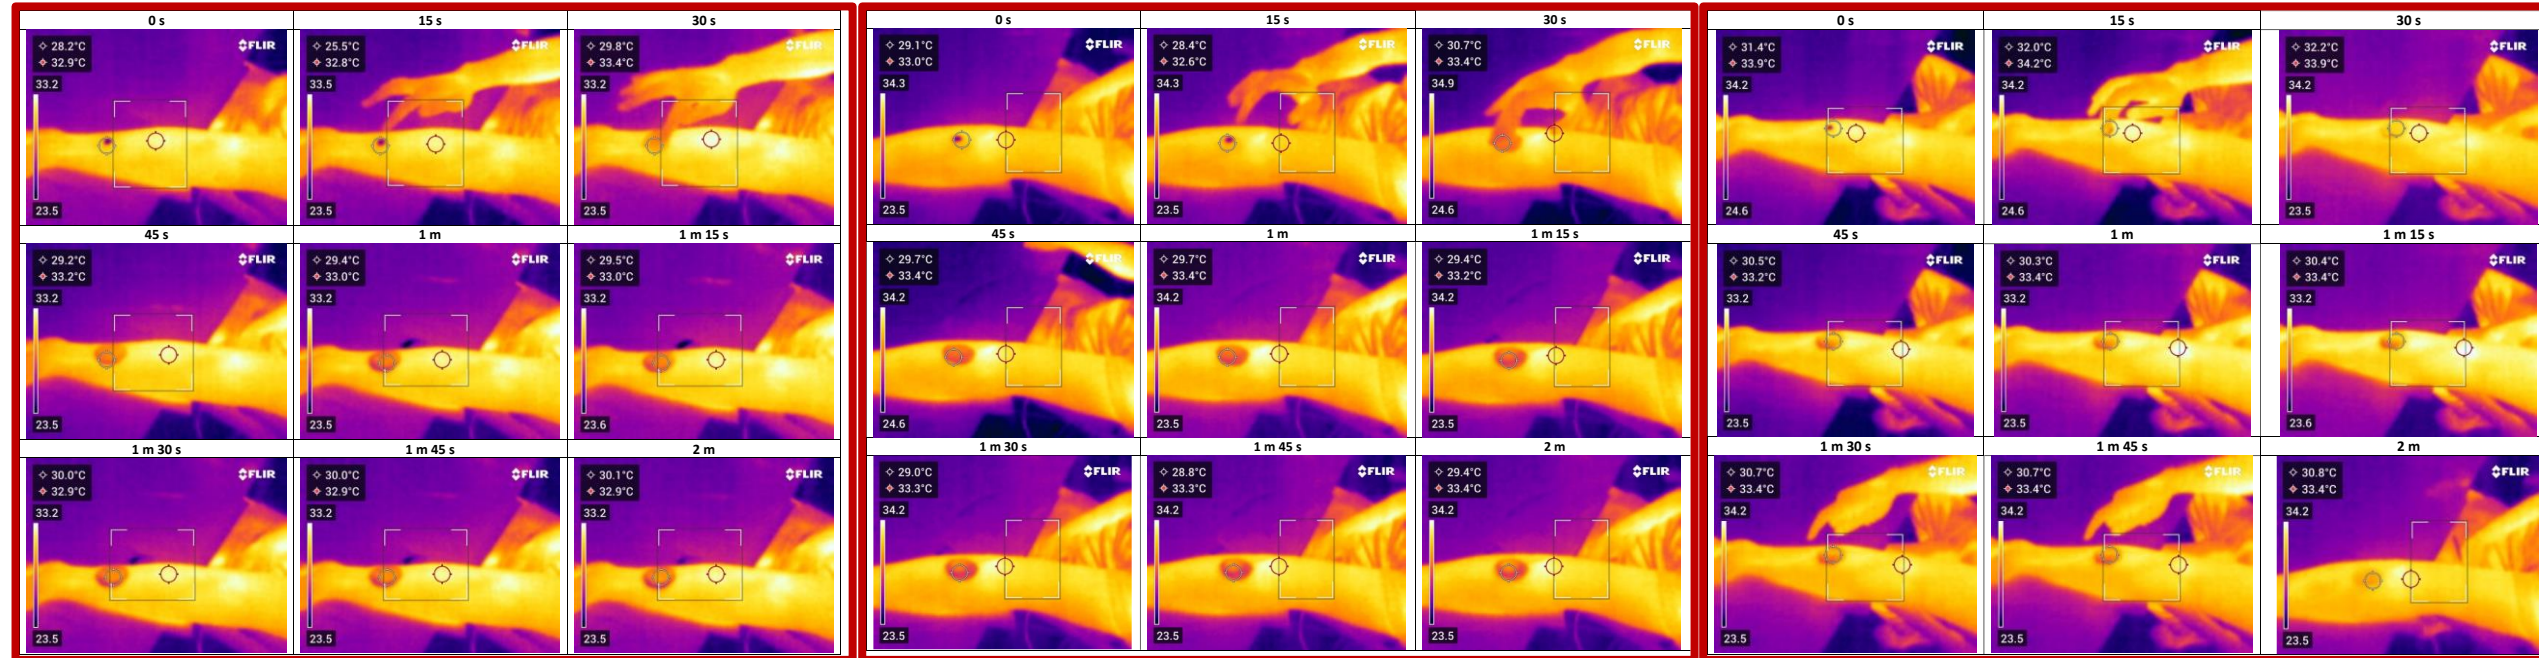 0 s 15 s 30 s
28.2°C FLIR 25.5°C FLIR 29.8°C FLIR
32.9°C 32.8°C 33.4°C
33.2 33.5 33.2
23.5 23.5 23.5
45 s 1 m 1 m 15 s
29.2°C FLIR 29.4°C FLIR 29.5°C FLIR
33.2°C 33.0°C 33.0°C
33.2 33.2 33.2
23.5 23.5 23.6
1 m 30 s 1 m 45 s 2 m
30.0°C FLIR 30.0°C FLIR 30.1°C FLIR
32.9°C 32.9°C 32.9°C
33.2 33.2 33.2
23.5 23.5 23.5
0 s 15 s 30 s
29.1°C FLIR 28.4°C FLIR 30.7°C FLIR
33.0°C 32.6°C 33.4°C
34.3 34.3 34.9
23.5 23.5 24.6
45 s 1 m 1 m 15 s
29.7°C FLIR 29.7°C FLIR 29.4°C FLIR
33.4°C 33.4°C 33.2°C
34.2 34.2 34.2
24.6 23.5 23.5
1 m 30 s 1 m 45 s 2 m
29.0°C FLIR 28.8°C FLIR 29.4°C FLIR
33.3°C 33.3°C 33.4°C
34.2 34.2 34.2
23.5 23.5 23.5
0 s 15 s 30 s
31.4°C FLIR 32.0°C FLIR 32.2°C FLIR
33.9°C 34.2°C 33.9°C
34.2 34.2 34.2
24.6 24.6 23.5
45 s 1 m 1 m 15 s
30.5°C FLIR 30.3°C FLIR 30.4°C FLIR
33.2°C 33.4°C 33.4°C
33.2 33.2 33.2
23.5 23.5 23.6
1 m 30 s 1 m 45 s 2 m
30.7°C FLIR 30.7°C FLIR 30.8°C FLIR
33.4°C 33.4°C 33.4°C
34.2 34.2 34.2
23.5 23.5 23.5